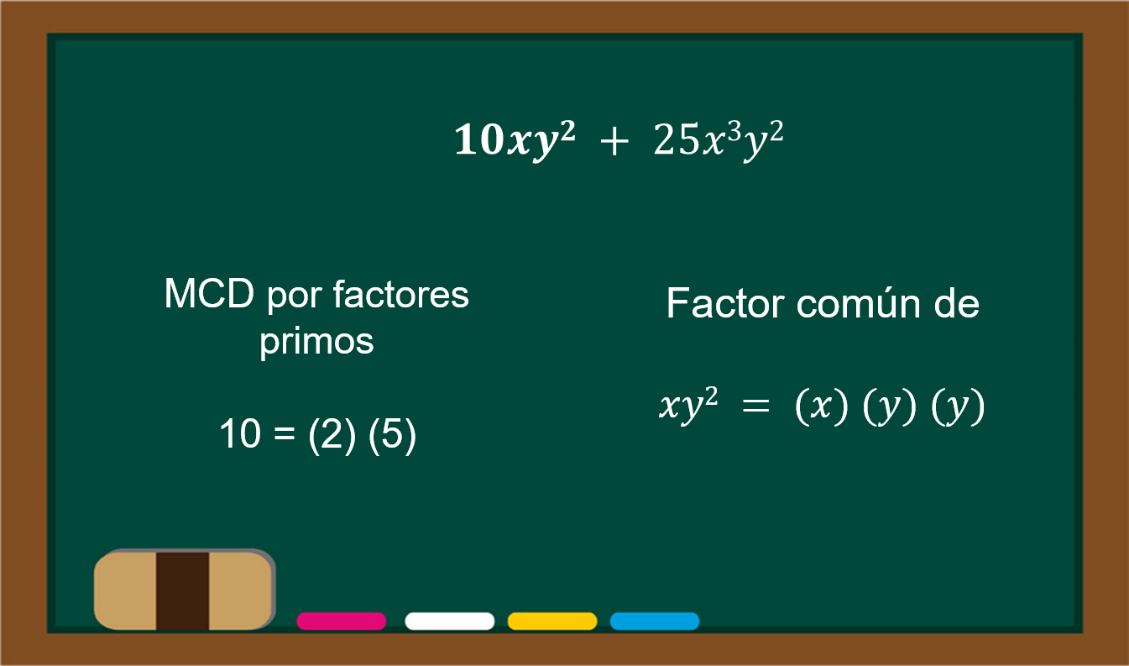 10xy² + 25x³y²
MCD por factores
primos
10 = (2) (5)
Factor común de
xy² = (x) (y) (y)